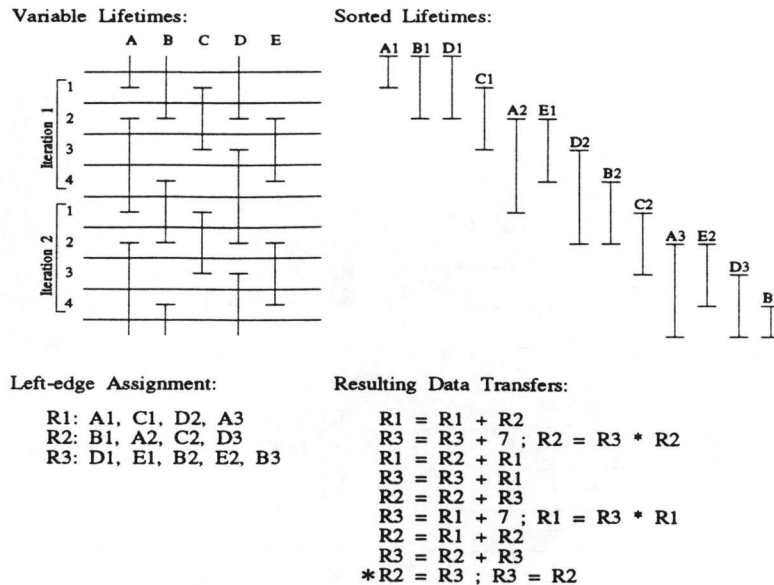 Variable Lifetimes:
A B C D E
Iteration 1
1
2
3
4
Iteration 2
1
2
3
4
Sorted Lifetimes:
A1 B1 D1
C1
A2 E1
D2
B2
C2
A3 E2
D3
B
Left-edge Assignment:
R1: A1, C1, D2, A3
R2: B1, A2, C2, D3
R3: D1, E1, B2, E2, B3
Resulting Data Transfers:
R1 = R1 + R2
R3 = R3 + 7 ; R2 = R3 * R2
R1 = R2 + R1
R3 = R3 + R1
R2 = R2 + R3
R3 = R1 + 7 ; R1 = R3 * R1
R2 = R1 + R2
R3 = R2 + R3
*R2 = R3 ; R3 = R2